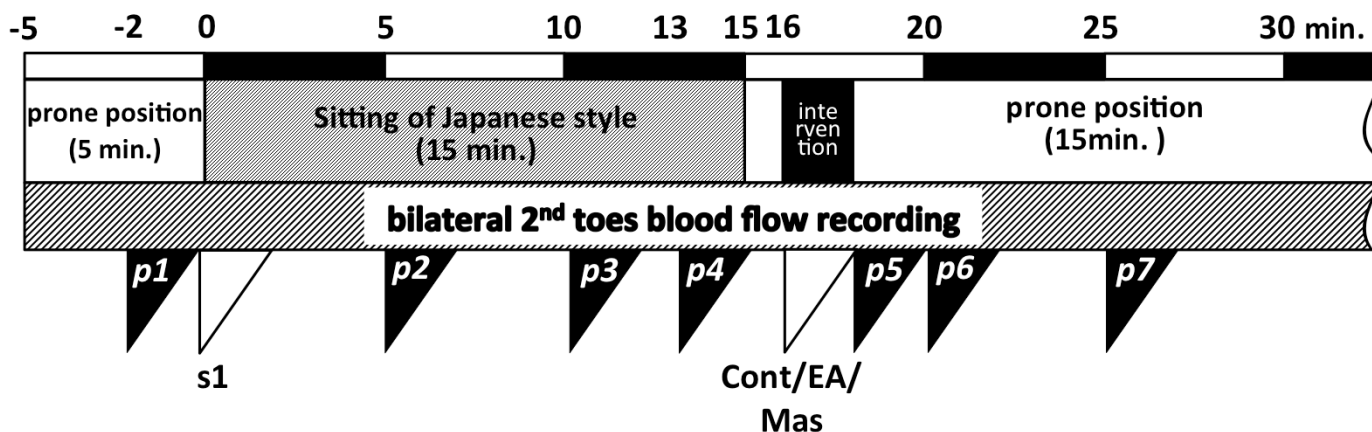 -5 -2 0 5 10 13 15 16 20 25 30 min.
prone position
(5 min.)
Sitting of Japanese style
(15 min.)
inte
rven
tion
prone position
(15min. )
bilateral 2nd toes blood flow recording
p1 p2 p3 p4 p5 p6 p7
s1
Cont/EA/
Mas